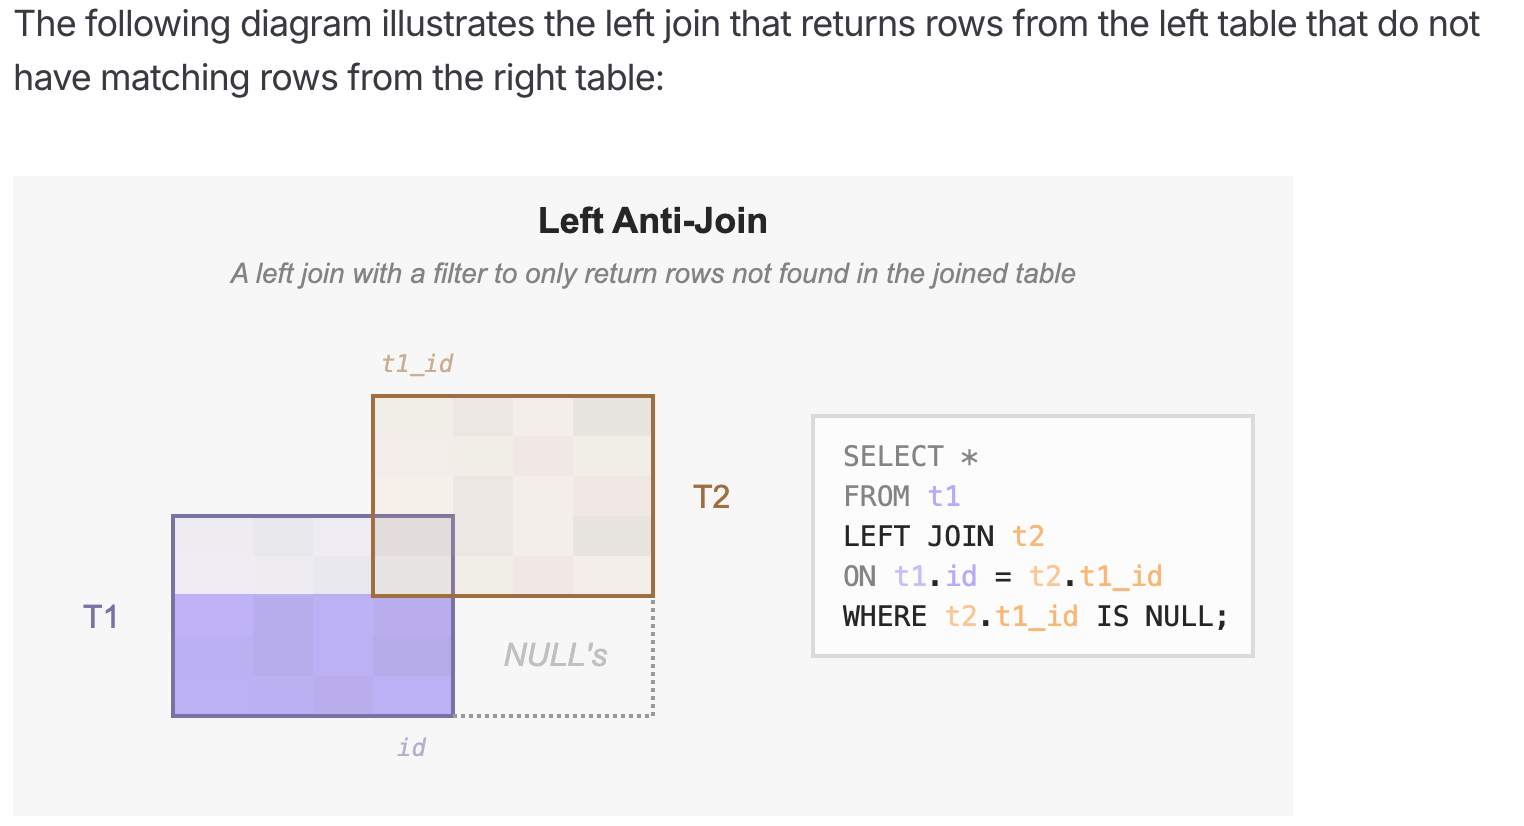 The following diagram illustrates the left join that returns rows from the left table that do not
have matching rows from the right table:
Left Anti-Join
A left join with a filter to only return rows not found in the joined table
t1_id
T2
T1
NULL's
id
SELECT *
FROM t1
LEFT JOIN t2
ON t1.id = t2.t1_id
WHERE t2.t1_id IS NULL;